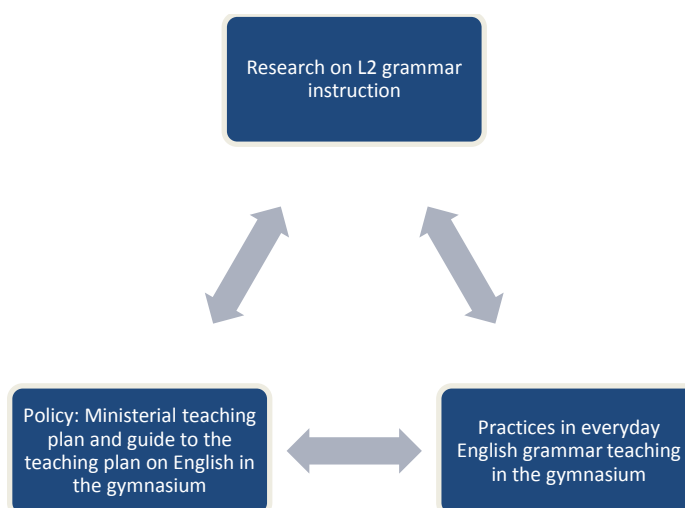 Research on L2 grammar
instruction
Policy: Ministerial teaching
plan and guide to the
teaching plan on English in
the gymnasium
Practices in everyday
English grammar teaching
in the gymnasium